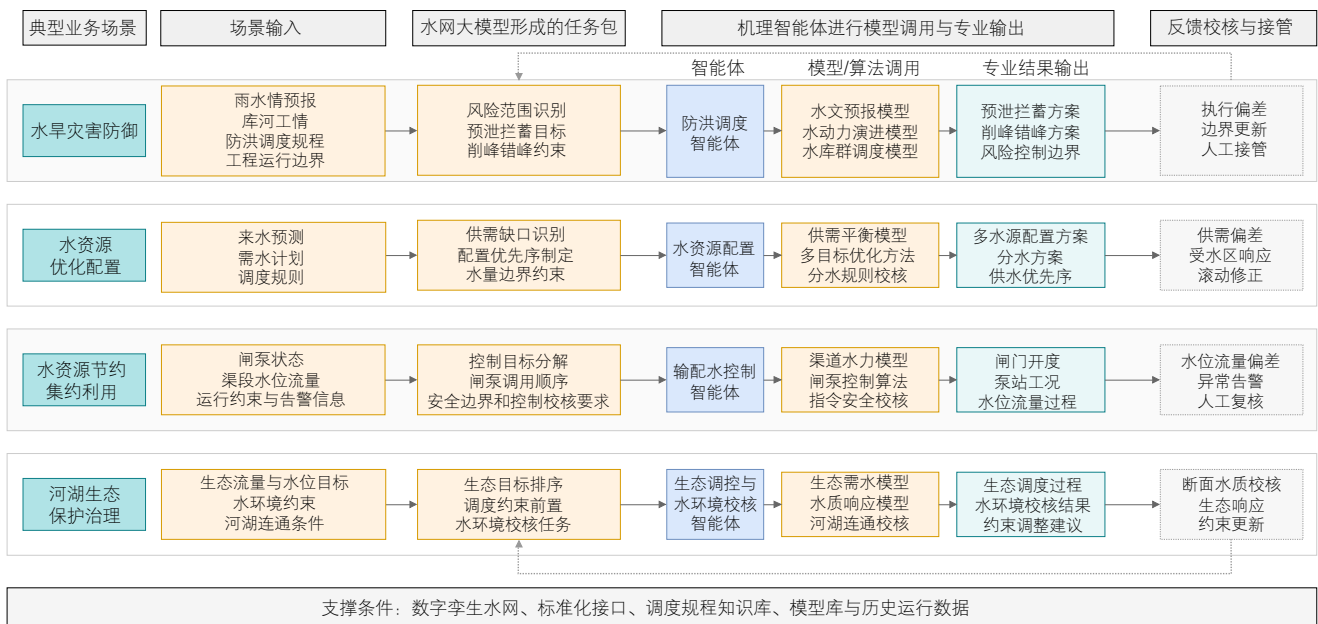 典型业务场景
场景输入
水网大模型形成的任务包
机理智能体进行模型调用与专业输出
反馈校核与接管
智能体
模型/算法调用
专业结果输出
水旱灾害防御
雨水情预报
库河工情
防洪调度规程
工程运行边界
风险范围识别
预泄拦蓄目标
削峰错峰约束
防洪调度
智能体
水文预报模型
水动力演进模型
水库群调度模型
预泄拦蓄方案
削峰错峰方案
风险控制边界
执行偏差
边界更新
人工接管
水资源
优化配置
来水预测
需水计划
调度规则
供需缺口识别
配置优先序制定
水量边界约束
水资源配置
智能体
供需平衡模型
多目标优化方法
分水规则校核
多水源配置方案
分水方案
供水优先序
供需偏差
受水区响应
滚动修正
水资源节约
集约利用
闸泵状态
渠段水位流量
运行约束与告警信息
控制目标分解
闸泵调用顺序
安全边界和控制校核要求
输配水控制
智能体
渠道水力模型
闸泵控制算法
指令安全校核
闸门开度
泵站工况
水位流量过程
水位流量偏差
异常告警
人工复核
河湖生态
保护治理
生态流量与水位目标
水环境约束
河湖连通条件
生态目标排序
调度约束前置
水环境校核任务
生态调控与
水环境校核
智能体
生态需水模型
水质响应模型
河湖连通校核
生态调度过程
水环境校核结果
约束调整建议
断面水质校核
生态响应
约束更新
支撑条件：数字孪生水网、标准化接口、调度规程知识库、模型库与历史运行数据